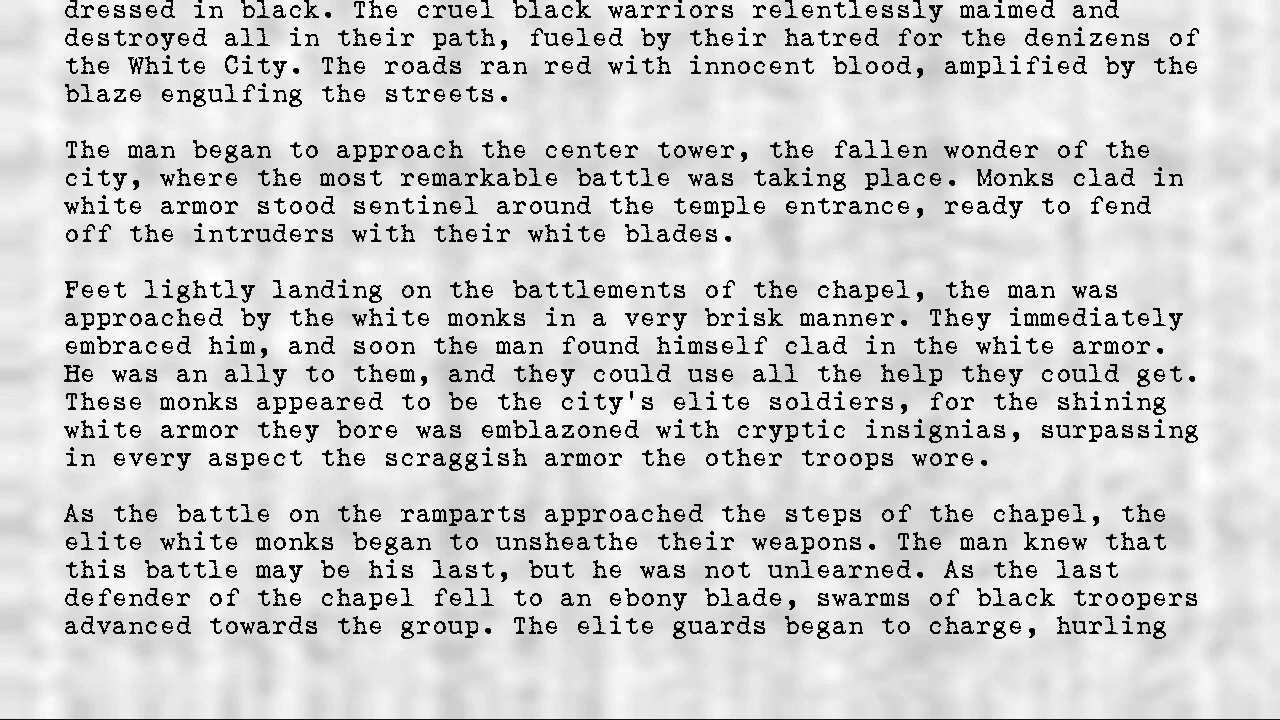 dressed in black. The cruel black warriors relentlessly maimed and
destroyed all in their path, fueled by their hatred for the denizens of
the White City. The roads ran red with innocent blood, amplified by the
blaze engulfing the streets.
The man began to approach the center tower, the fallen wonder of the
city, where the most remarkable battle was taking place. Monks clad in
white armor stood sentinel around the temple entrance, ready to fend
off the intruders with their white blades.
Feet lightly landing on the battlements of the chapel, the man was
approached by the white monks in a very brisk manner. They immediately
embraced him, and soon the man found himself clad in the white armor.
He was an ally to them, and they could use all the help they could get.
These monks appeared to be the city's elite soldiers, for the shining
white armor they bore was emblazoned with cryptic insignias, surpassing
in every aspect the scraggish armor the other troops wore.
As the battle on the ramparts approached the steps of the chapel, the
elite white monks began to unsheathe their weapons. The man knew that
this battle may be his last, but he was not unlearned. As the last
defender of the chapel fell to an ebony blade, swarms of black troopers
advanced towards the group. The elite guards began to charge, hurling